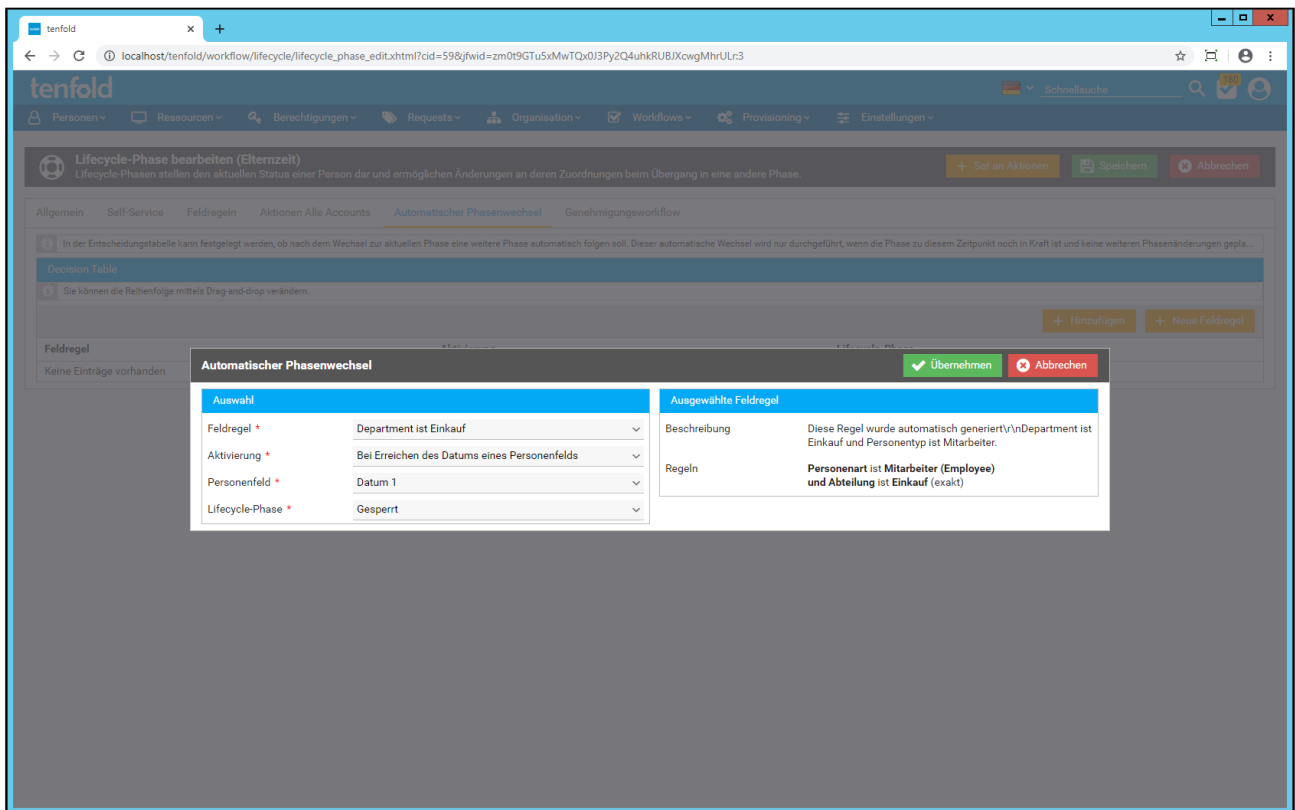 tenfold
localhost/tenfold/workflow/lifecycle/lifecycle_phase_edit.xhtml?cid=59&jfwid=zm0t9GTu5xMwTQx0J3Py2Q4uhkRUBJXcwgMhrULr:3
tenfold
Schnellsuche
180
Personen Ressourcen Berechtigungen Requests Organisation Workflows Provisioning Einstellungen
Lifecycle-Phase bearbeiten (Elternzeit)
Lifecycle-Phasen stellen den aktuellen Status einer Person dar und ermöglichen Änderungen an deren Zuordnungen beim Übergang in eine andere Phase.
+ Set an Aktionen Speichern Abbrechen
Allgemein Self-Service Feldregeln Aktionen Alle Accounts Automatischer Phasenwechsel Genehmigungsworkflow
In der Entscheidungstabelle kann festgelegt werden, ob nach dem Wechsel zur aktuellen Phase eine weitere Phase automatisch folgen soll. Dieser automatische Wechsel wird nur durchgeführt, wenn die Phase zu diesem Zeitpunkt noch in Kraft ist und keine weiteren Phasenänderungen gepla...
Decision Table
Sie können die Reihenfolge mittels Drag-and-drop verändern.
+ Hinzufügen + Neue Feldregel
Feldregel Aktivierung Lifecycle-Phase
Keine Einträge vorhanden
Automatischer Phasenwechsel
Übernehmen Abbrechen
Auswahl
Feldregel * Department ist Einkauf
Aktivierung * Bei Erreichen des Datums eines Personenfelds
Personenfeld * Datum 1
Lifecycle-Phase * Gesperrt
Ausgewählte Feldregel
Beschreibung Diese Regel wurde automatisch generiert\r\nDepartment ist
Einkauf und Personentyp ist Mitarbeiter.
Regeln Personenart ist Mitarbeiter (Employee)
und Abteilung ist Einkauf (exakt)